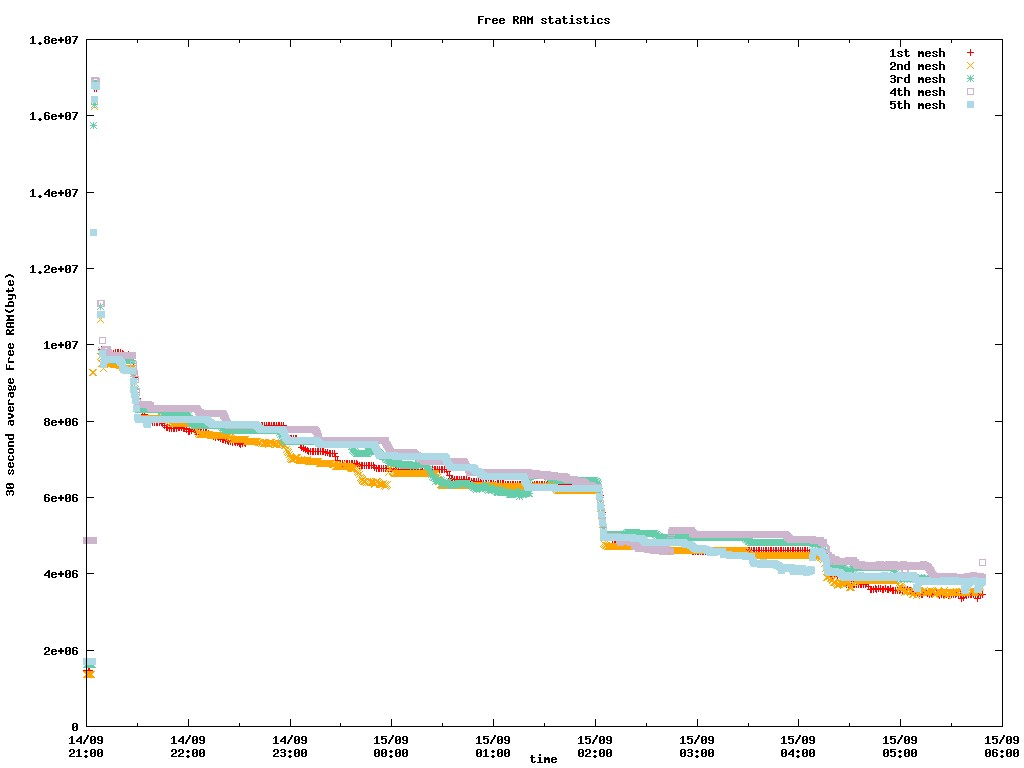 Free RAM statistics
1.8e+07
1st mesh
2nd mesh
3rd mesh
4th mesh
5th mesh
1.6e+07
1.4e+07
1.2e+07
1e+07
8e+06
6e+06
4e+06
2e+06
0
30 second average Free RAM(byte)
14/09 14/09 14/09 15/09 15/09 15/09 15/09 15/09 15/09 15/09
21:00 22:00 23:00 00:00 01:00 02:00 03:00 04:00 05:00 06:00
time